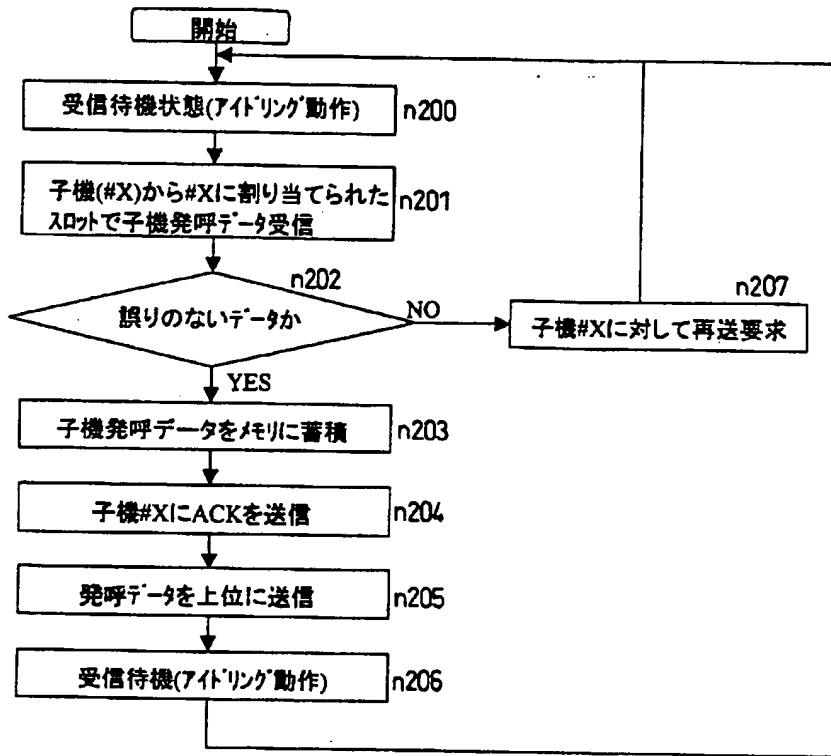 開始
受信待機状態(アイドリング動作)
n200
子機(#X)から#Xに割り当てられた
スロットで子機発呼データ受信
n201
n202
誤りのないデータか
NO
YES
n207
子機#Xに対して再送要求
子機発呼データをメモリに蓄積
n203
子機#XにACKを送信
n204
発呼データを上位に送信
n205
受信待機(アイドリング動作)
n206